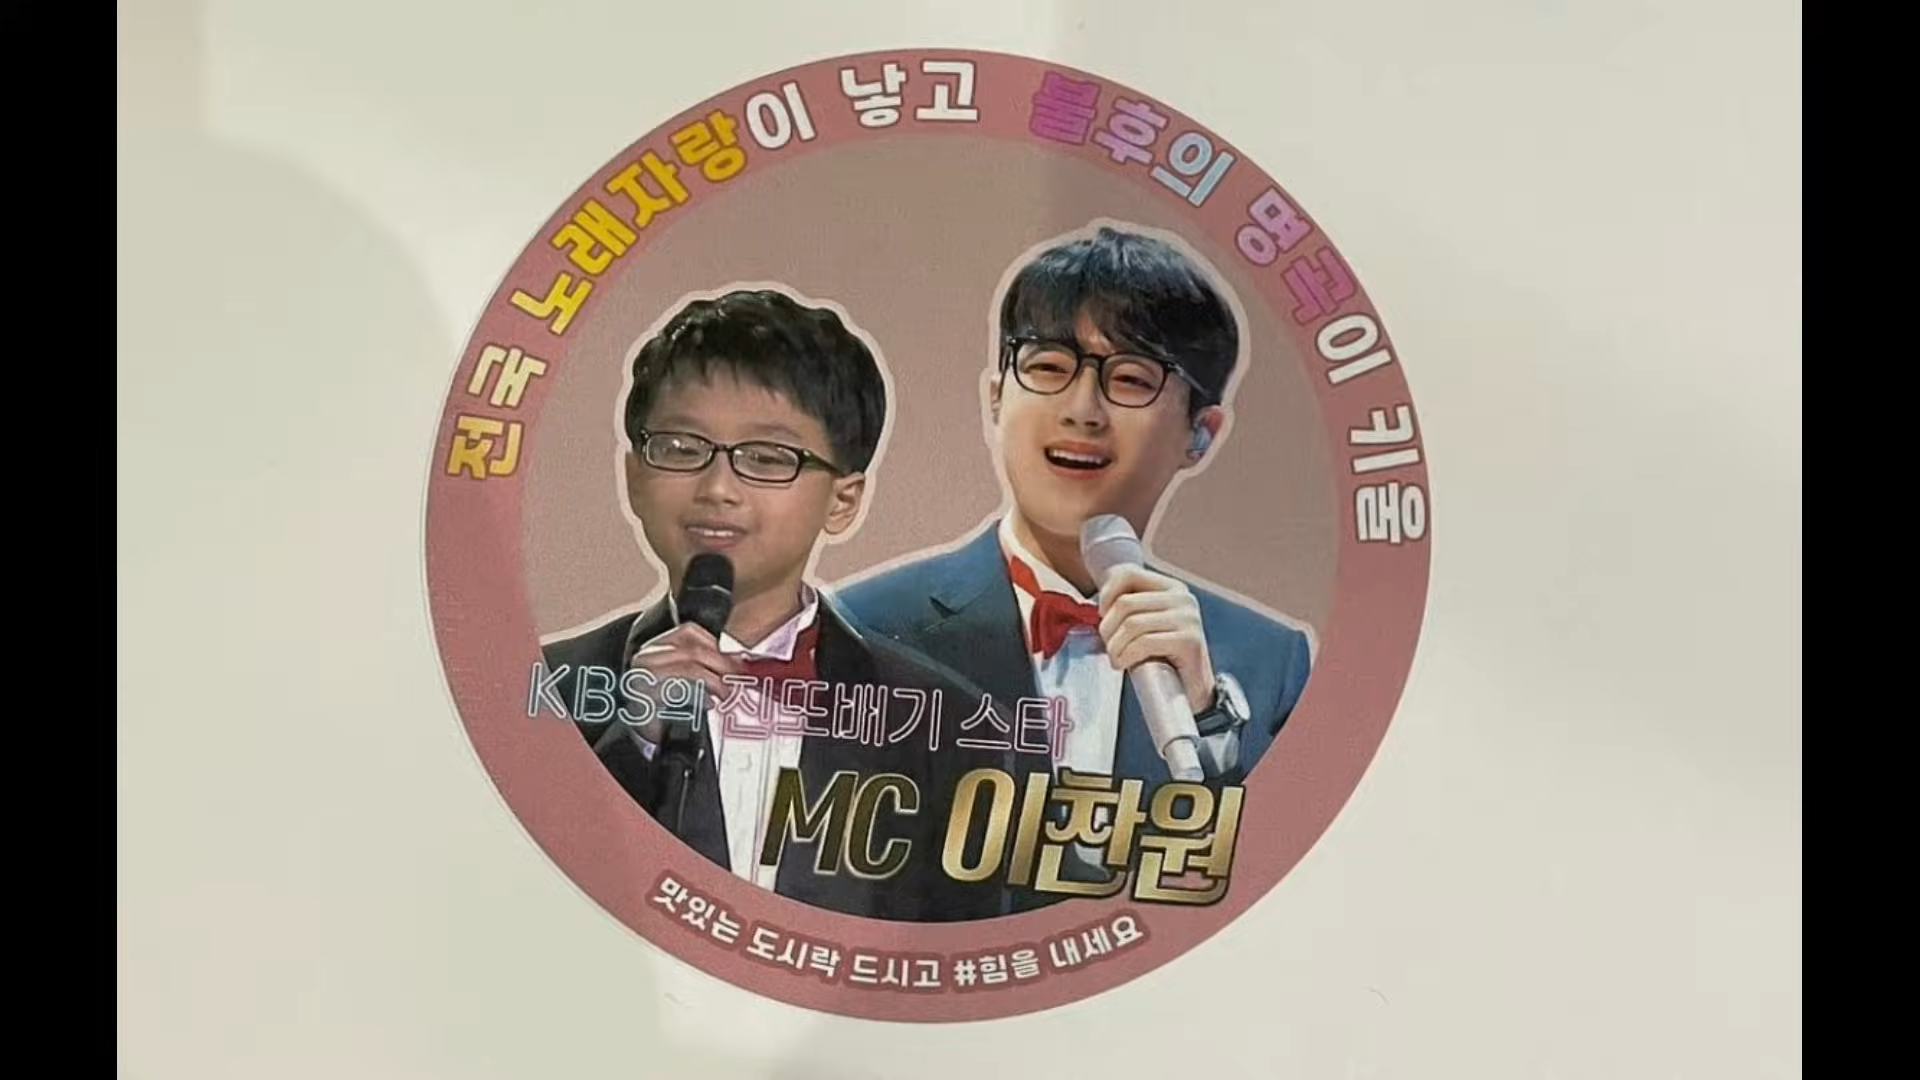 전국 노래자랑이 낳고 불후의 명곡이 키울
KBS의 진또배기 스타
MC 이찬원
맛있는 도시락 드시고 #힘을 내세요